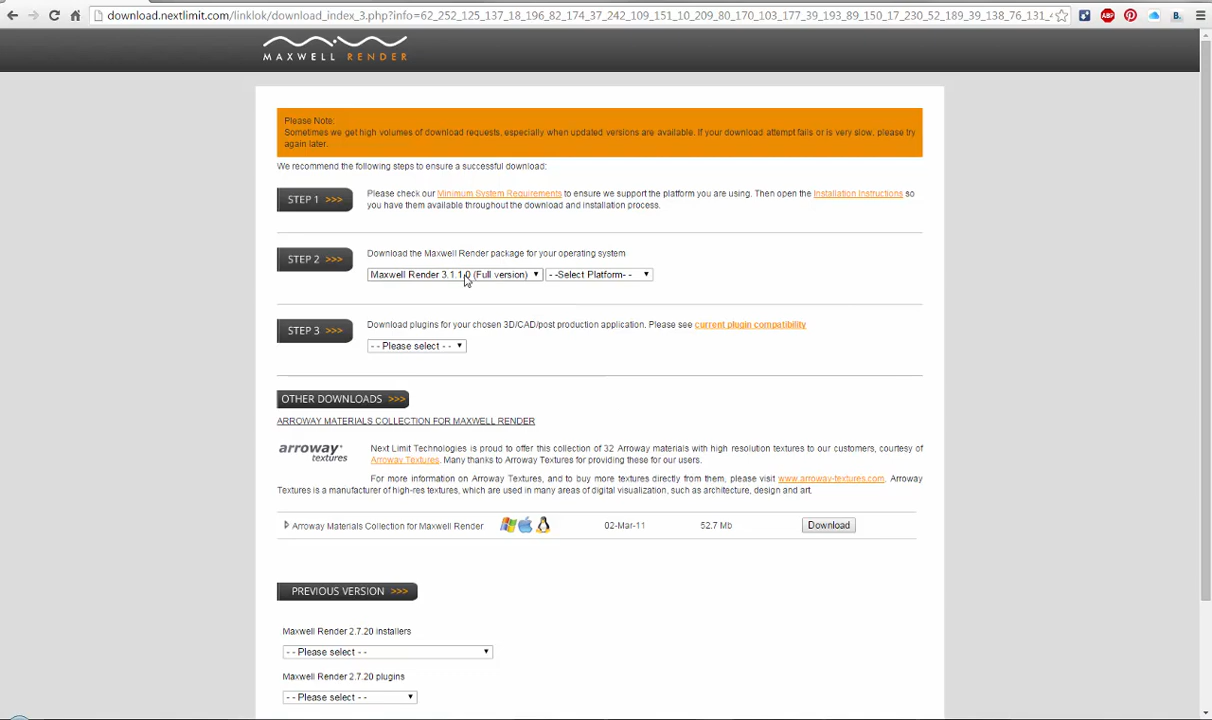 download.nextlimit.com/linklok/download_index_3.php?info=62_252_125_137_18_196_82_174_37_242_109_151_11_10_209_80_170_103_177_39_193_89_150_17_230_52_189_39_138_76_131_4
MAXWELL RENDER
Please Note:
Sometimes we get high volumes of download requests, especially when updated versions are available. If your download attempt fails or is very slow, please try
again later.
We recommend the following steps to ensure a successful download:
STEP 1 >>>
Please check our Minimum System Requirements to ensure we support the platform you are using. Then open the Installation Instructions so
you have them available throughout the download and installation process.
STEP 2 >>>
Download the Maxwell Render package for your operating system
Maxwell Render 3.1.1.0 (Full version) - -Select Platform- -
STEP 3 >>>
Download plugins for your chosen 3D/CAD/post production application. Please see current plugin compatibility
- - Please select - -
OTHER DOWNLOADS >>>
ARROWAY MATERIALS COLLECTION FOR MAXWELL RENDER
arroway textures
Next Limit Technologies is proud to offer this collection of 32 Arroway materials with high resolution textures to our customers, courtesy of
Arroway Textures. Many thanks to Arroway Textures for providing these for our users.
For more information on Arroway Textures, and to buy more textures directly from them, please visit www.arroway-textures.com. Arroway
Textures is a manufacturer of high-res textures, which are used in many areas of digital visualization, such as architecture, design and art.
Arroway Materials Collection for Maxwell Render 02-Mar-11 52.7 Mb Download
PREVIOUS VERSION >>>
Maxwell Render 2.7.20 installers
- - Please select - -
Maxwell Render 2.7.20 plugins
- - Please select - -